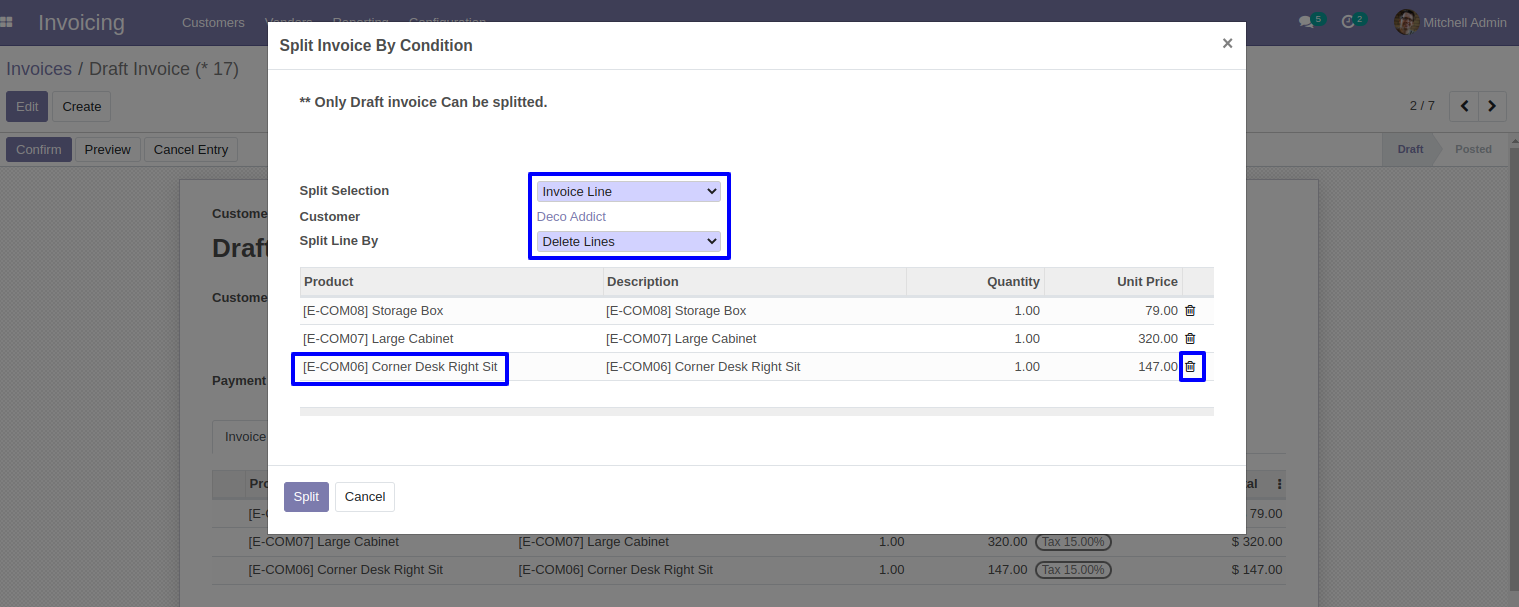 Invoicing Customers Vendors Reporting Configuration 5 2 Mitchell Admin
Split Invoice By Condition ×
Invoices / Draft Invoice (* 17)
** Only Draft invoice Can be splitted.
Edit Create 2 / 7
Confirm Preview Cancel Entry Draft Posted
Split Selection Invoice Line
Custome
Customer Deco Addict
Split Line By Delete Lines
Draft
Product Description Quantity Unit Price
Custome
[E-COM08] Storage Box [E-COM08] Storage Box 1.00 79.00
[E-COM07] Large Cabinet [E-COM07] Large Cabinet 1.00 320.00
[E-COM06] Corner Desk Right Sit [E-COM06] Corner Desk Right Sit 1.00 147.00
Payment
Invoice
Split Cancel
[E-C 79.00
[E-COM07] Large Cabinet [E-COM07] Large Cabinet 1.00 320.00 Tax 15.00% $ 320.00
[E-COM06] Corner Desk Right Sit [E-COM06] Corner Desk Right Sit 1.00 147.00 Tax 15.00% $ 147.00